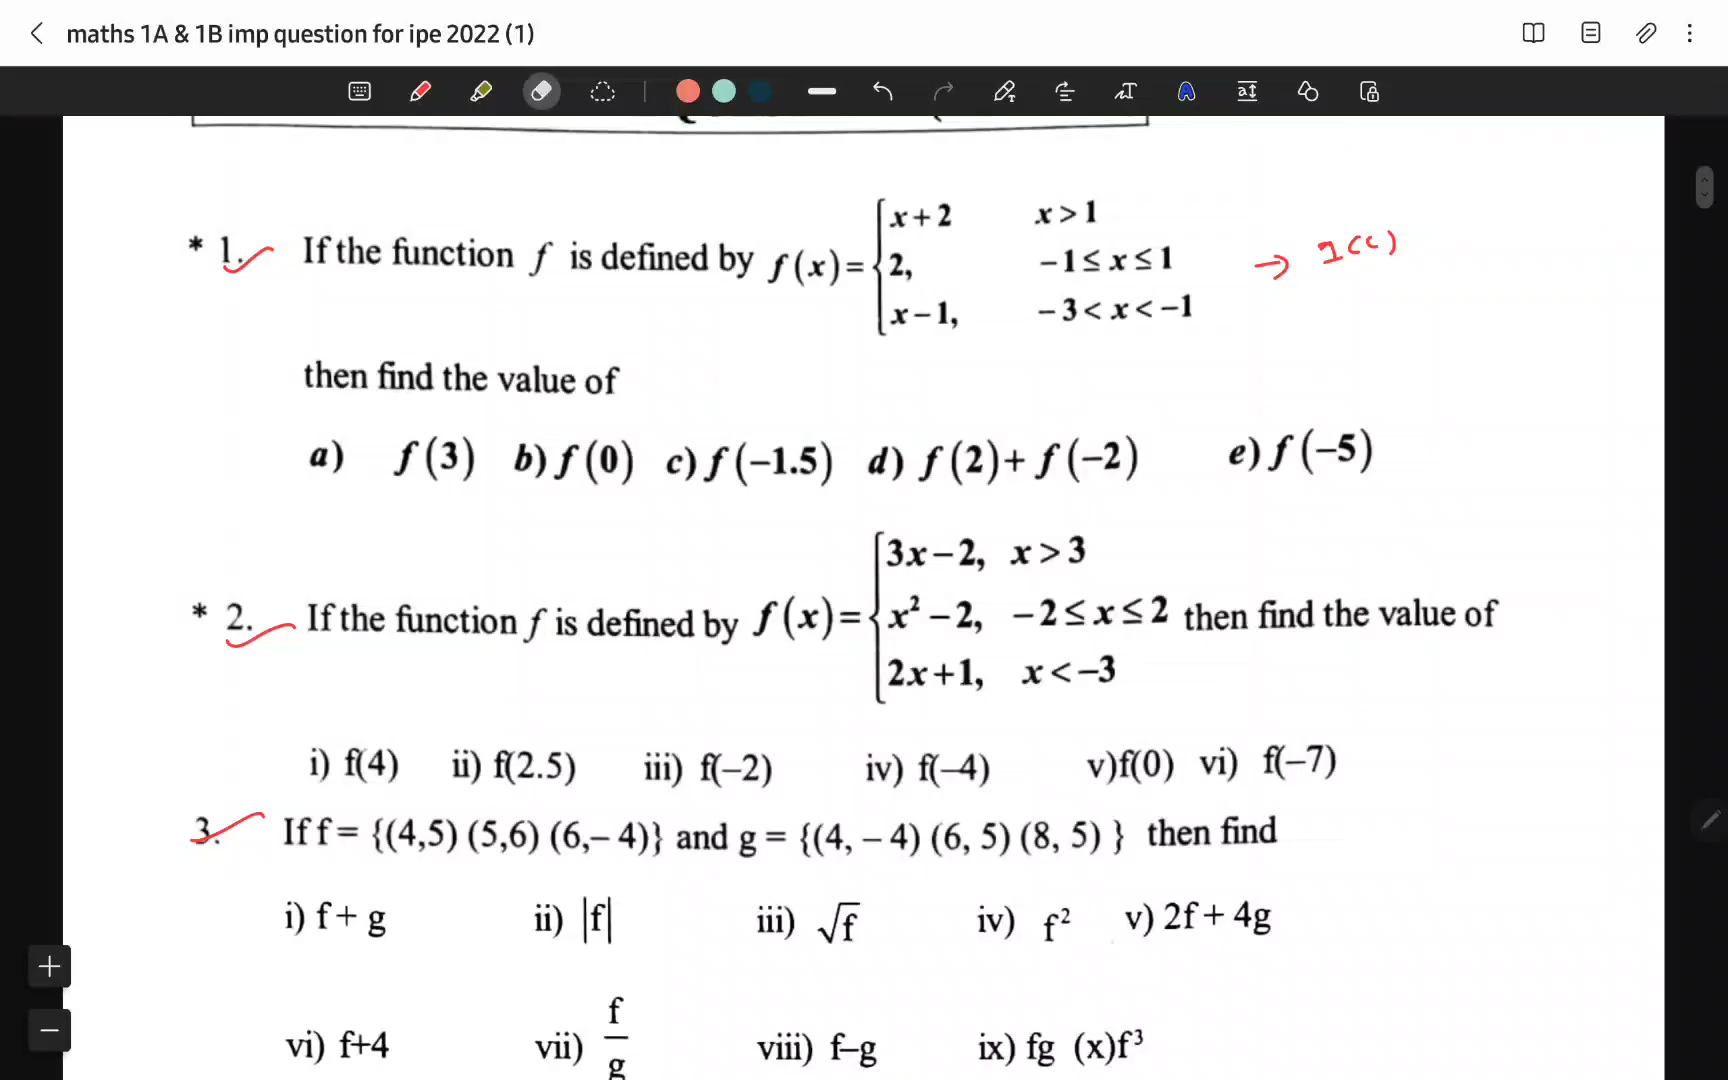 maths 1A & 1B imp question for ipe 2022 (1)
* 1. If the function f is defined by f(x)= { x+2 x>1
2, -1≤x≤1 → 1(c)
x-1, -3<x<-1
then find the value of
a) f(3) b) f(0) c) f(-1.5) d) f(2)+ f(-2) e) f(-5)
* 2. If the function f is defined by f(x)= { 3x-2, x>3
x²-2, -2≤x≤2 then find the value of
2x+1, x<-3
i) f(4) ii) f(2.5) iii) f(-2) iv) f(-4) v)f(0) vi) f(-7)
3. If f = {(4,5) (5,6) (6,– 4)} and g = {(4, – 4) (6, 5) (8, 5) } then find
i) f + g ii) |f| iii) √f iv) f² v) 2f + 4g
vi) f+4 vii) f/g viii) f–g ix) fg (x)f³